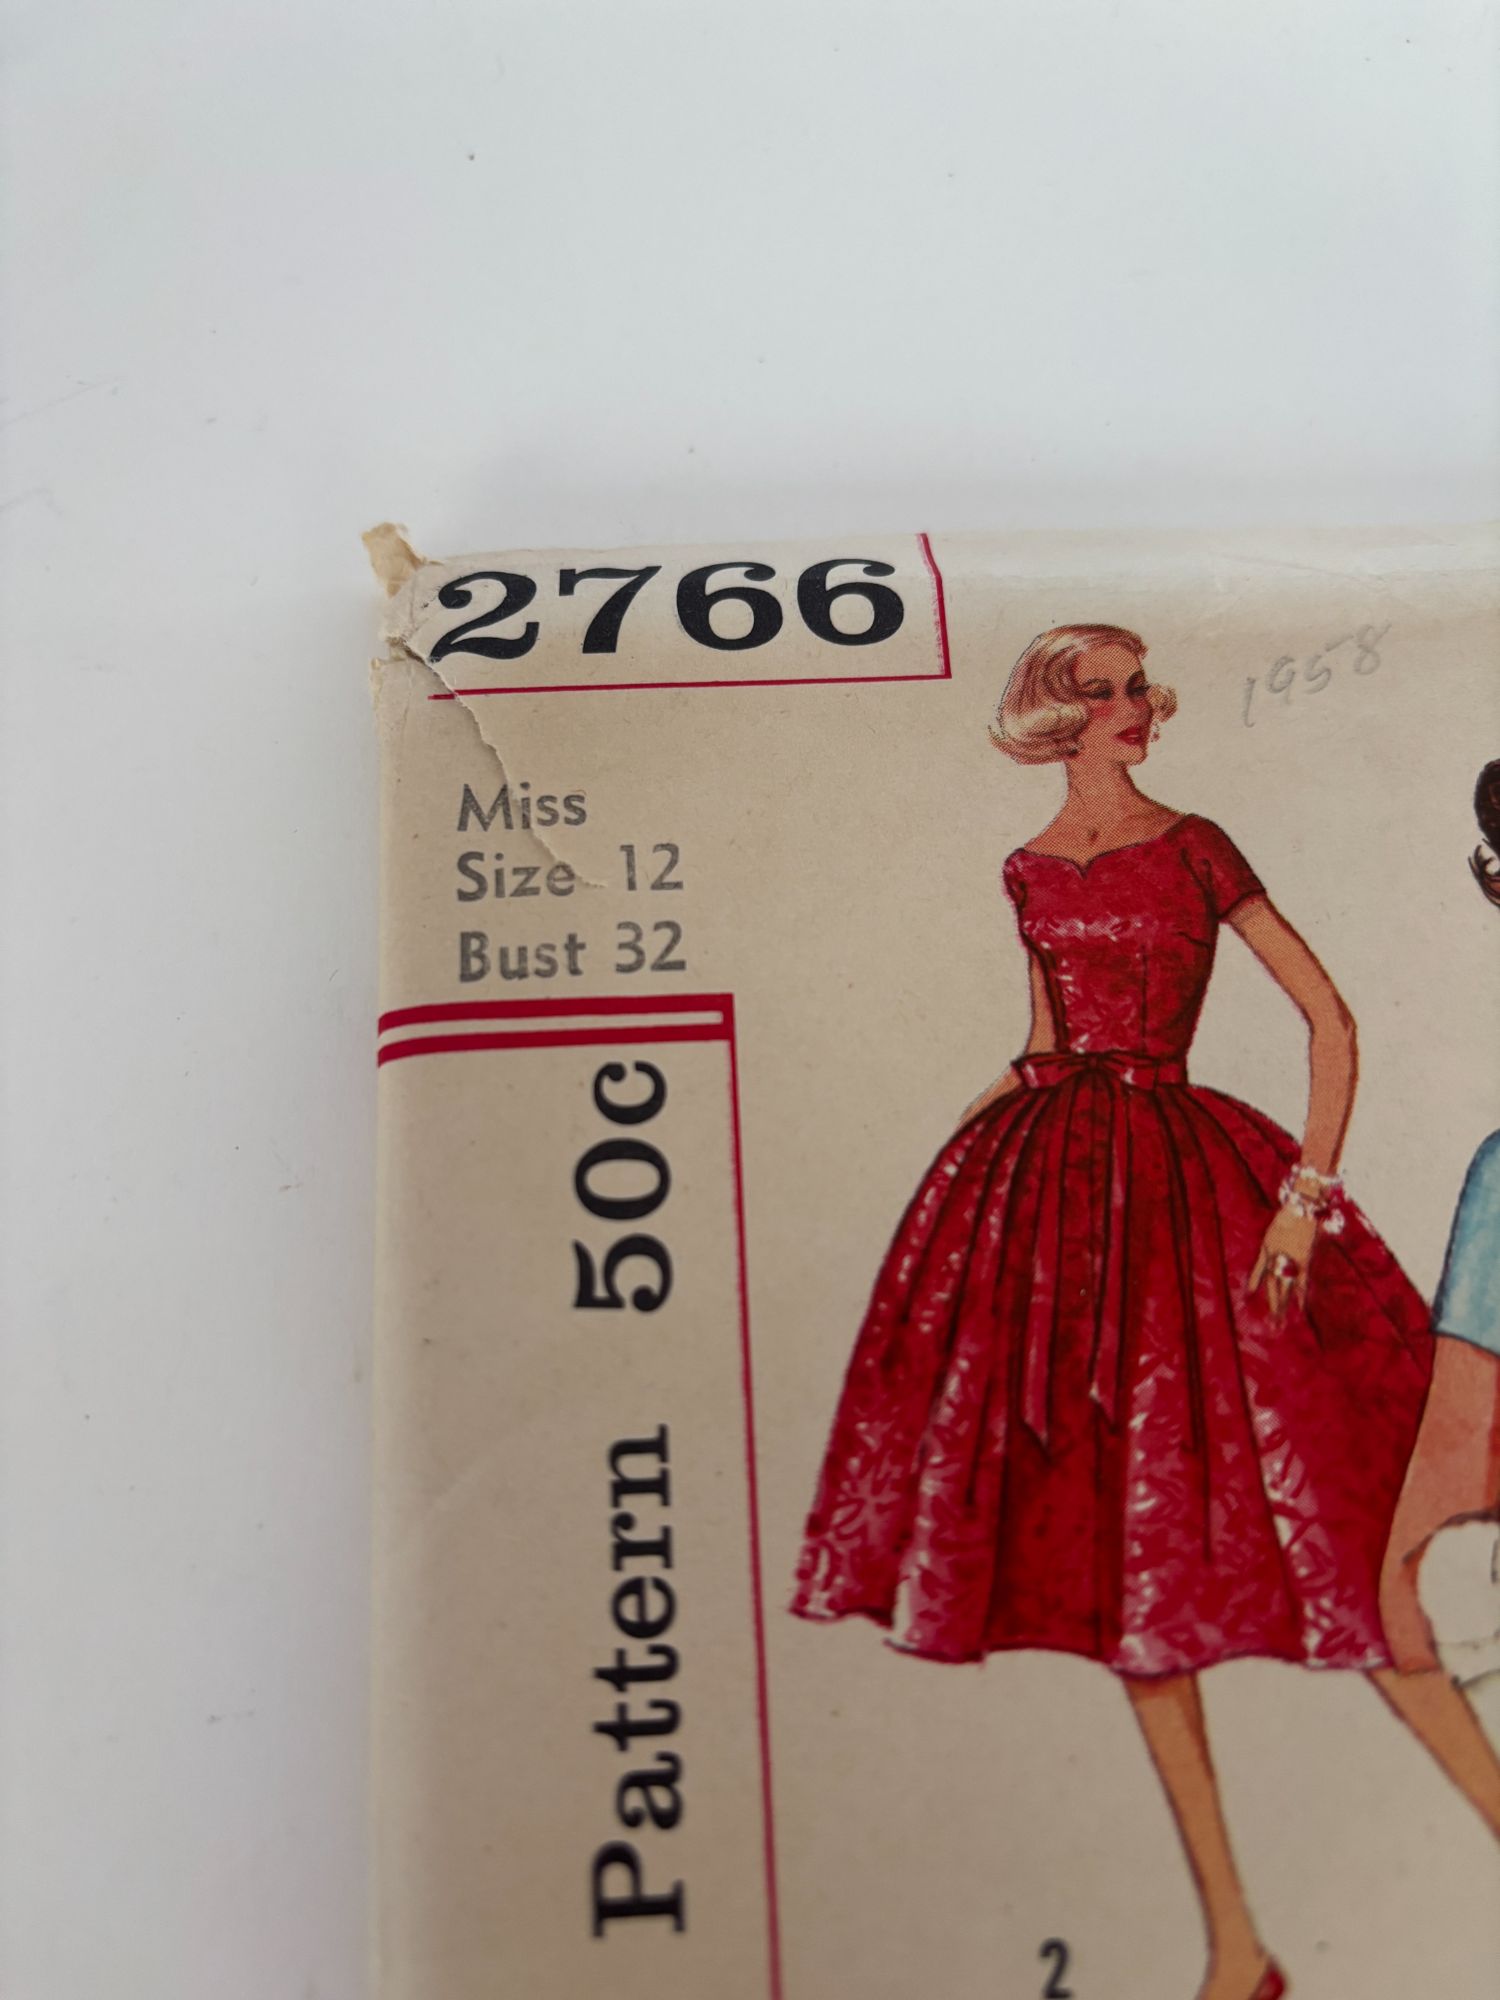 2766
1958
Miss
Size 12
Bust 32
Pattern 50c
2